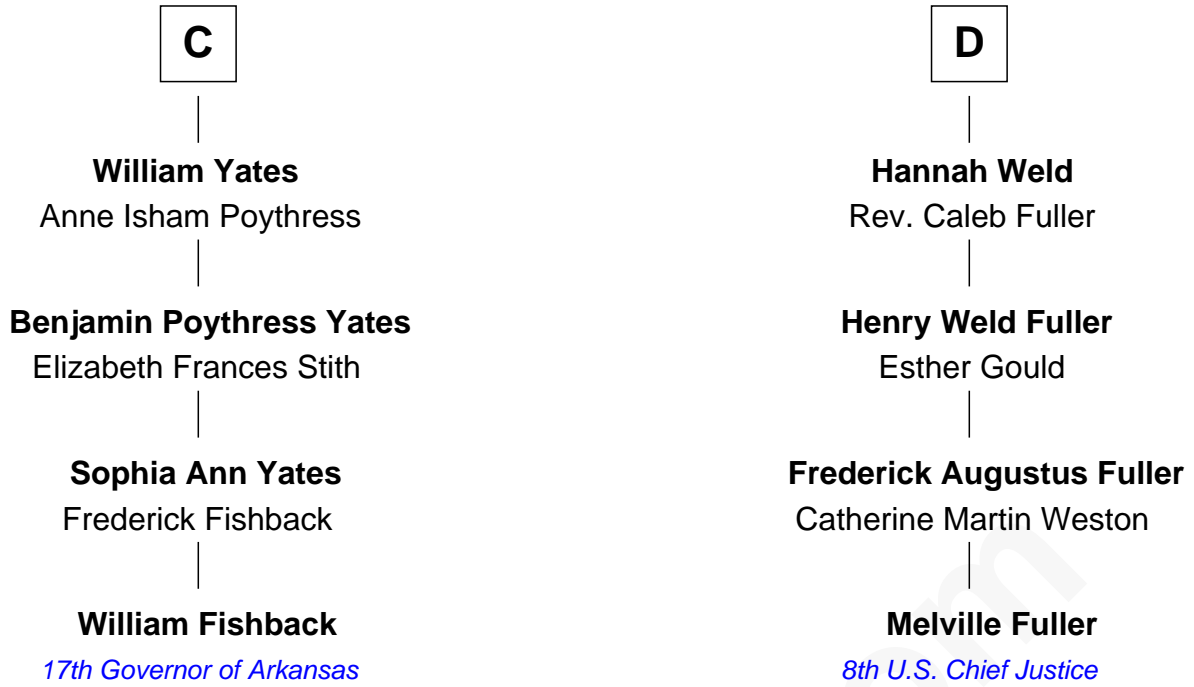 C
William Yates
Anne Isham Poythress
Benjamin Poythress Yates
Elizabeth Frances Stith
Sophia Ann Yates
Frederick Fishback
William Fishback
17th Governor of Arkansas
D
Hannah Weld
Rev. Caleb Fuller
Henry Weld Fuller
Esther Gould
Frederick Augustus Fuller
Catherine Martin Weston
Melville Fuller
8th U.S. Chief Justice